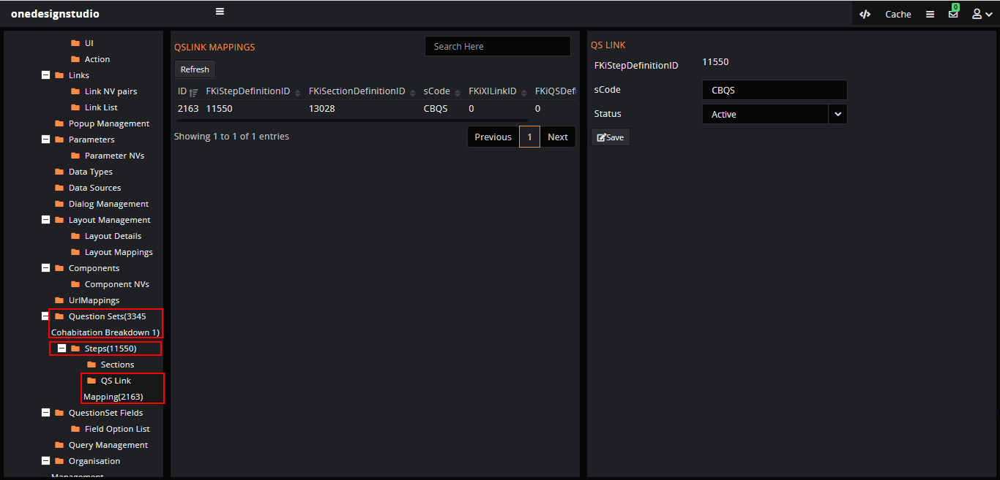 onedesignstudio
Cache
0
UI
Action
Links
Link NV pairs
Link List
Popup Management
Parameters
Parameter NVs
Data Types
Data Sources
Dialog Management
Layout Management
Layout Details
Layout Mappings
Components
Component NVs
UrlMappings
Question Sets(3345
Cohabitation Breakdown 1)
Steps(11550)
Sections
QS Link
Mapping(2163)
QuestionSet Fields
Field Option List
Query Management
Organisation
Management
QSLINK MAPPINGS
Search Here
Refresh
ID FKiStepDefinitionID FKiSectionDefinitionID sCode FKiXILinkID FKiQSDefi
2163 11550 13028 CBQS 0 0
Showing 1 to 1 of 1 entries
Previous 1 Next
QS LINK
FKiStepDefinitionID 11550
sCode CBQS
Status Active
Save